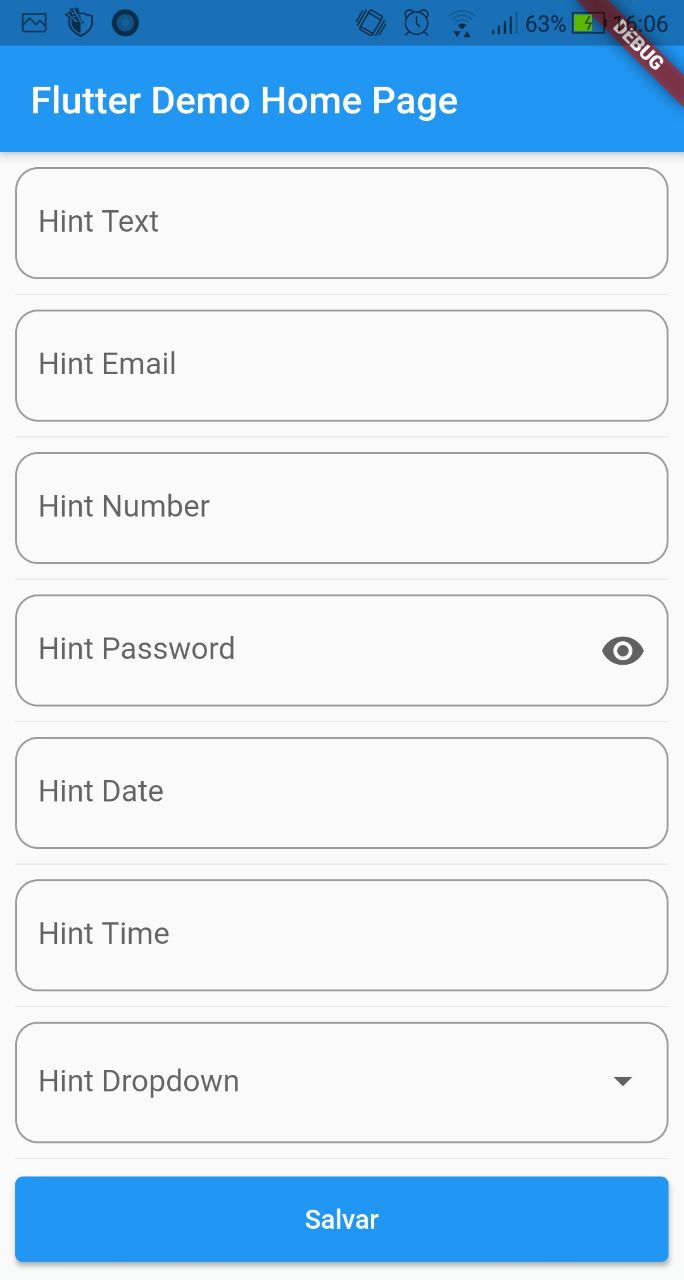 63% 16:06
DEBUG
Flutter Demo Home Page
Hint Text
Hint Email
Hint Number
Hint Password
Hint Date
Hint Time
Hint Dropdown
Salvar